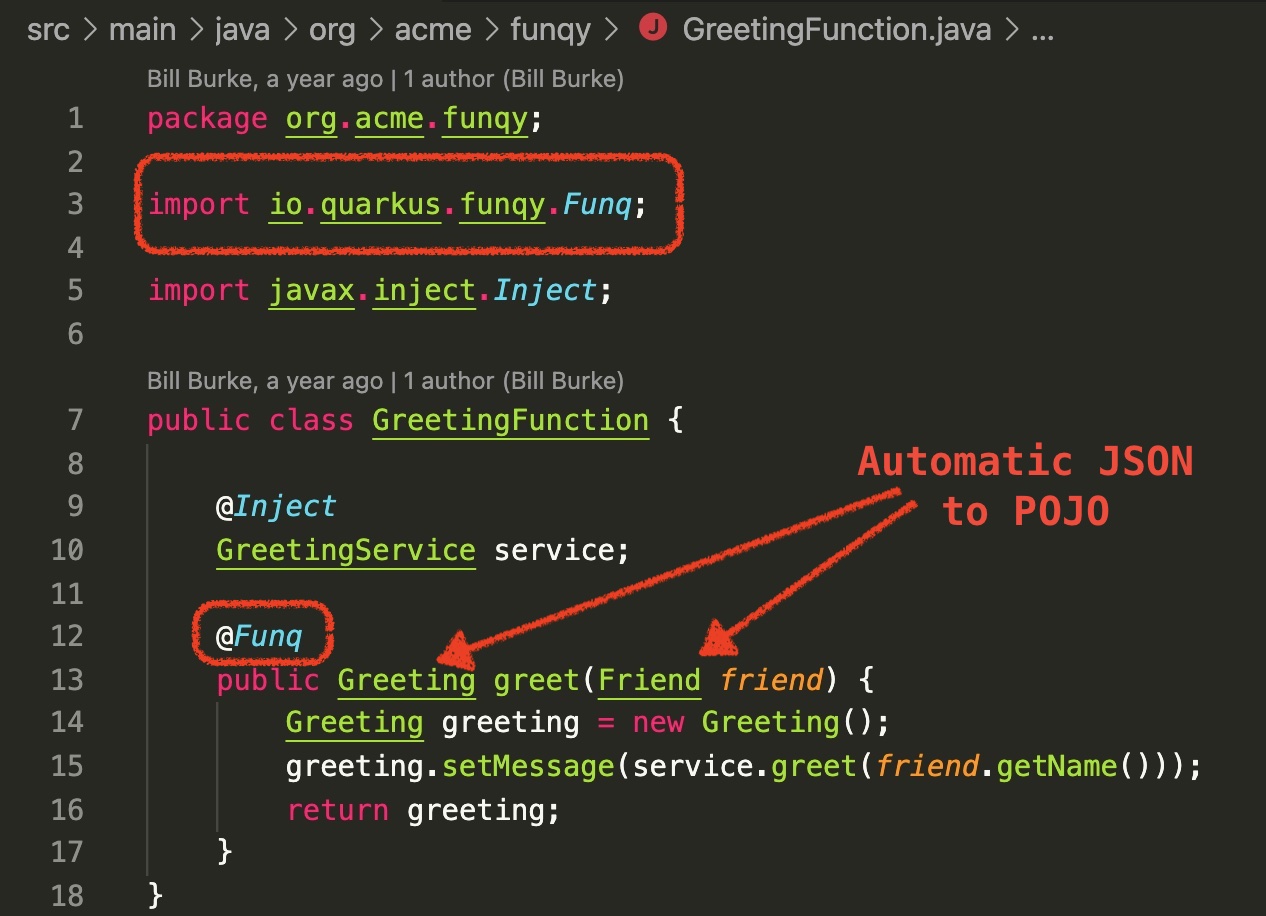 src > main > java > org > acme > funqy > J GreetingFunction.java > ...
Bill Burke, a year ago | 1 author (Bill Burke)
1 package org.acme.funqy;
2
3 import io.quarkus.funqy.Funq;
4
5 import javax.inject.Inject;
6
Bill Burke, a year ago | 1 author (Bill Burke)
7 public class GreetingFunction {
8
Automatic JSON
to POJO
9 @Inject
10 GreetingService service;
11
12 @Funq
13 public Greeting greet(Friend friend) {
14 Greeting greeting = new Greeting();
15 greeting.setMessage(service.greet(friend.getName()));
16 return greeting;
17 }
18 }